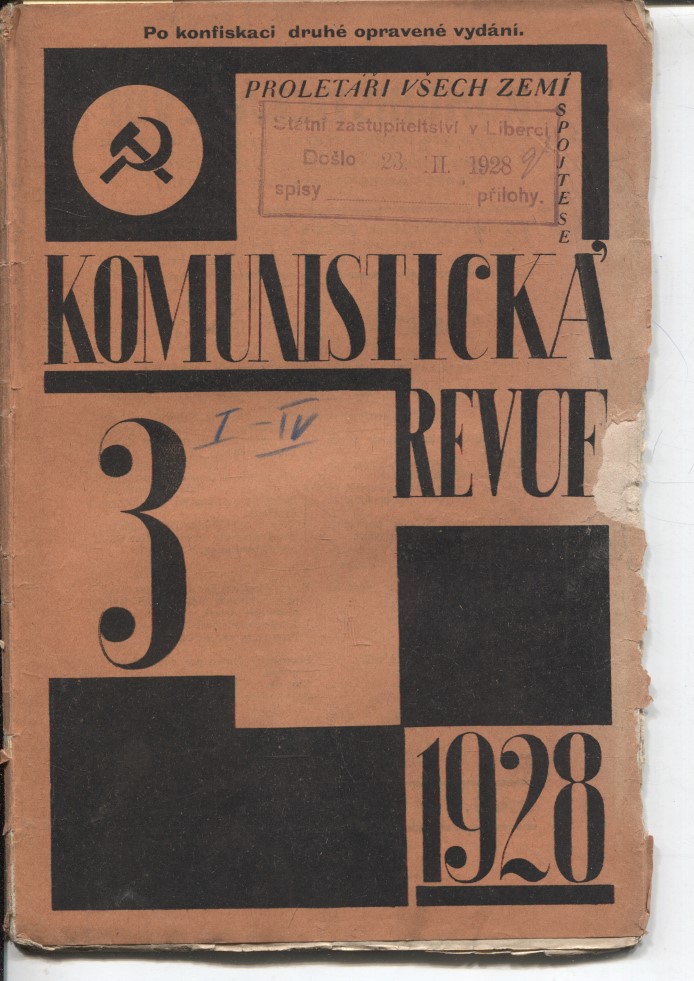 Po konfiskaci druhé opravené vydání.
PROLETÁŘI VŠECH ZEMÍ
SPOJTE SE
Státní zastupitelství v Liberci
Došlo 23. III. 1928
spisy přílohy.
KOMUNISTICKÁ
REVUE
3
I - IV
1928